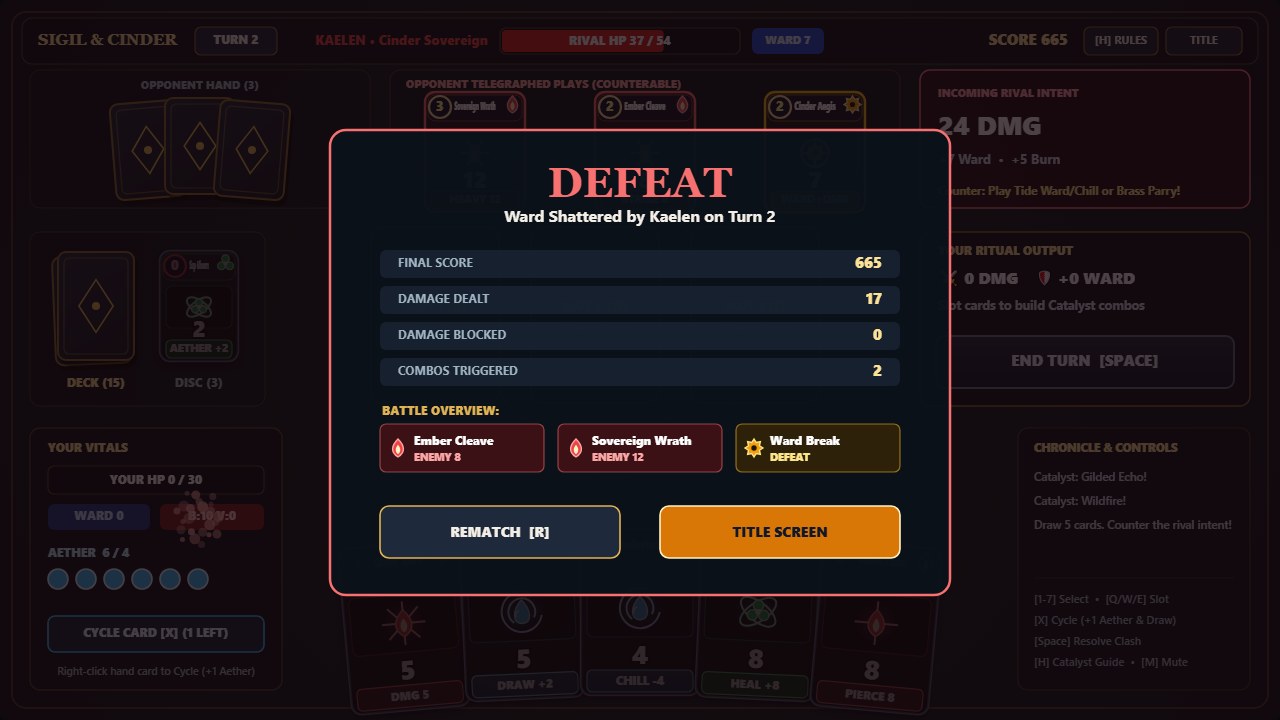 SIGIL & CINDER
TURN 2
KAELEN • Cinder Sovereign
RIVAL HP 37 / 54
WARD 7
SCORE 665
[H] RULES
TITLE
OPPONENT HAND (3)
OPPONENT TELEGRAPHED PLAYS (COUNTERABLE)
3 Sovereign Wrath
2 Ember Cleave
2 Cinder Aegis
12
7
INCOMING RIVAL INTENT
24 DMG
Ward • +5 Burn
Play Tide Ward/Chill or Brass Parry!
DEFEAT
Ward Shattered by Kaelen on Turn 2
FINAL SCORE 665
DAMAGE DEALT 17
DAMAGE BLOCKED 0
COMBOS TRIGGERED 2
BATTLE OVERVIEW:
Ember Cleave
ENEMY 8
Sovereign Wrath
ENEMY 12
Ward Break
DEFEAT
REMATCH [R]
TITLE SCREEN
RITUAL OUTPUT
0 DMG
+0 WARD
cards to build Catalyst combos
END TURN [SPACE]
0
2
AETHER +2
DECK (15)
DISC (3)
YOUR VITALS
YOUR HP 0 / 30
WARD 0
AETHER 6 / 4
CYCLE CARD [X] (1 LEFT)
Right-click hand card to Cycle (+1 Aether)
5
DMG 5
5
DRAW +2
4
CHILL -4
8
HEAL +8
8
PIERCE 8
CHRONICLE & CONTROLS
Catalyst: Gilded Echo!
Catalyst: Wildfire!
Draw 5 cards. Counter the rival intent!
[1-7] Select • [Q/W/E] Slot
[X] Cycle (+1 Aether & Draw)
[Space] Resolve Clash
[H] Catalyst Guide • [M] Mute